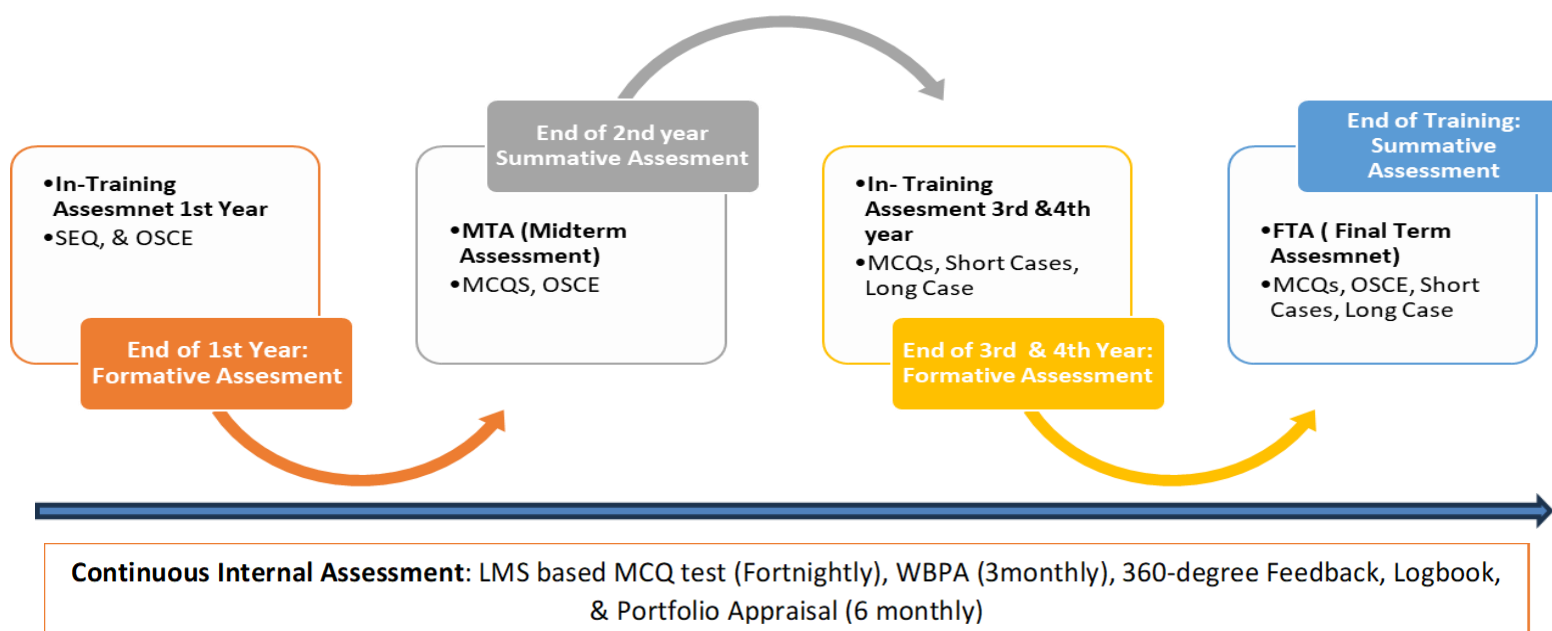 •In-Training
Assesmnet 1st Year
•SEQ, & OSCE
End of 1st Year:
Formative Assesment
End of 2nd year
Summative Assesment
•MTA (Midterm
Assessment)
•MCQS, OSCE
•In- Training
Assesment 3rd &4th
year
•MCQs, Short Cases,
Long Case
End of 3rd & 4th Year:
Formative Assessment
End of Training:
Summative
Assessment
•FTA ( Final Term
Assesmnet)
•MCQs, OSCE, Short
Cases, Long Case
Continuous Internal Assessment: LMS based MCQ test (Fortnightly), WBPA (3monthly), 360-degree Feedback, Logbook,
& Portfolio Appraisal (6 monthly)